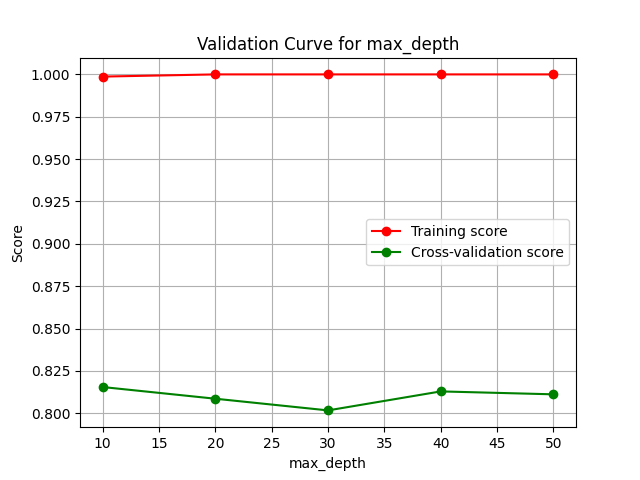 Validation Curve for max_depth
1.000
0.975
0.950
0.925
0.900
0.875
0.850
0.825
0.800
Score
Training score
Cross-validation score
10 15 20 25 30 35 40 45 50
max_depth